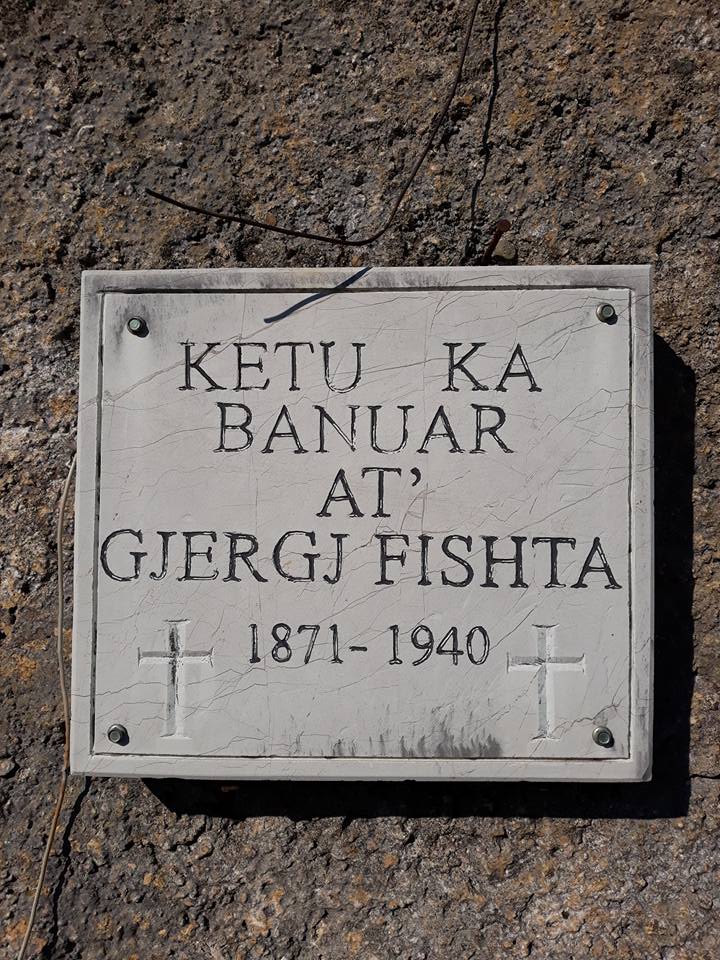 KETU KA
BANUAR
AT'
GJERGJ FISHTA
1871-1940